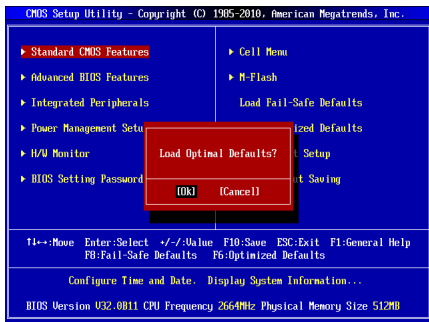 CMOS Setup Utility - Copyright (C) 1985-2010, American Megatrends, Inc.
Standard CMOS Features
Cell Menu
Advanced BIOS Features
M-Flash
Integrated Peripherals
Load Fail-Safe Defaults
Power Management Setu
ized Defaults
H/W Monitor
t Setup
BIOS Setting Password
ut Saving
Load Optimal Defaults?
[Ok] [Cancel]
↑↓←→:Move Enter:Select +/-/:Value F10:Save ESC:Exit F1:General Help
F8:Fail-Safe Defaults F6:Optimized Defaults
Configure Time and Date. Display System Information...
BIOS Version V32.0B11 CPU Frequency 2664MHz Physical Memory Size 512MB